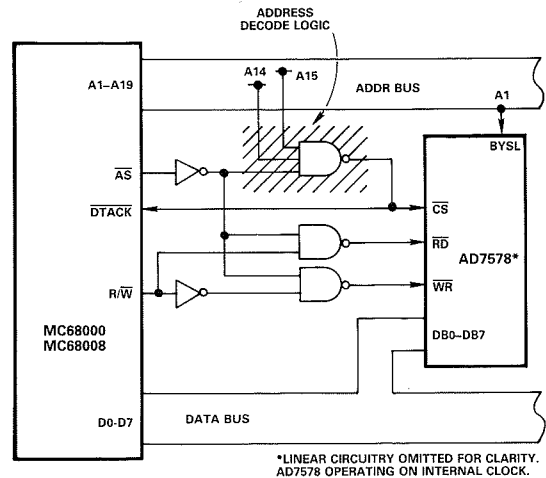 ADDRESS
DECODE LOGIC
A1–A19
A14
A15
ADDR BUS
A1
BYSL
AS
DTACK
CS
RD
AD7578*
R/W
WR
MC68000
MC68008
DB0–DB7
D0-D7
DATA BUS
*LINEAR CIRCUITRY OMITTED FOR CLARITY.
AD7578 OPERATING ON INTERNAL CLOCK.